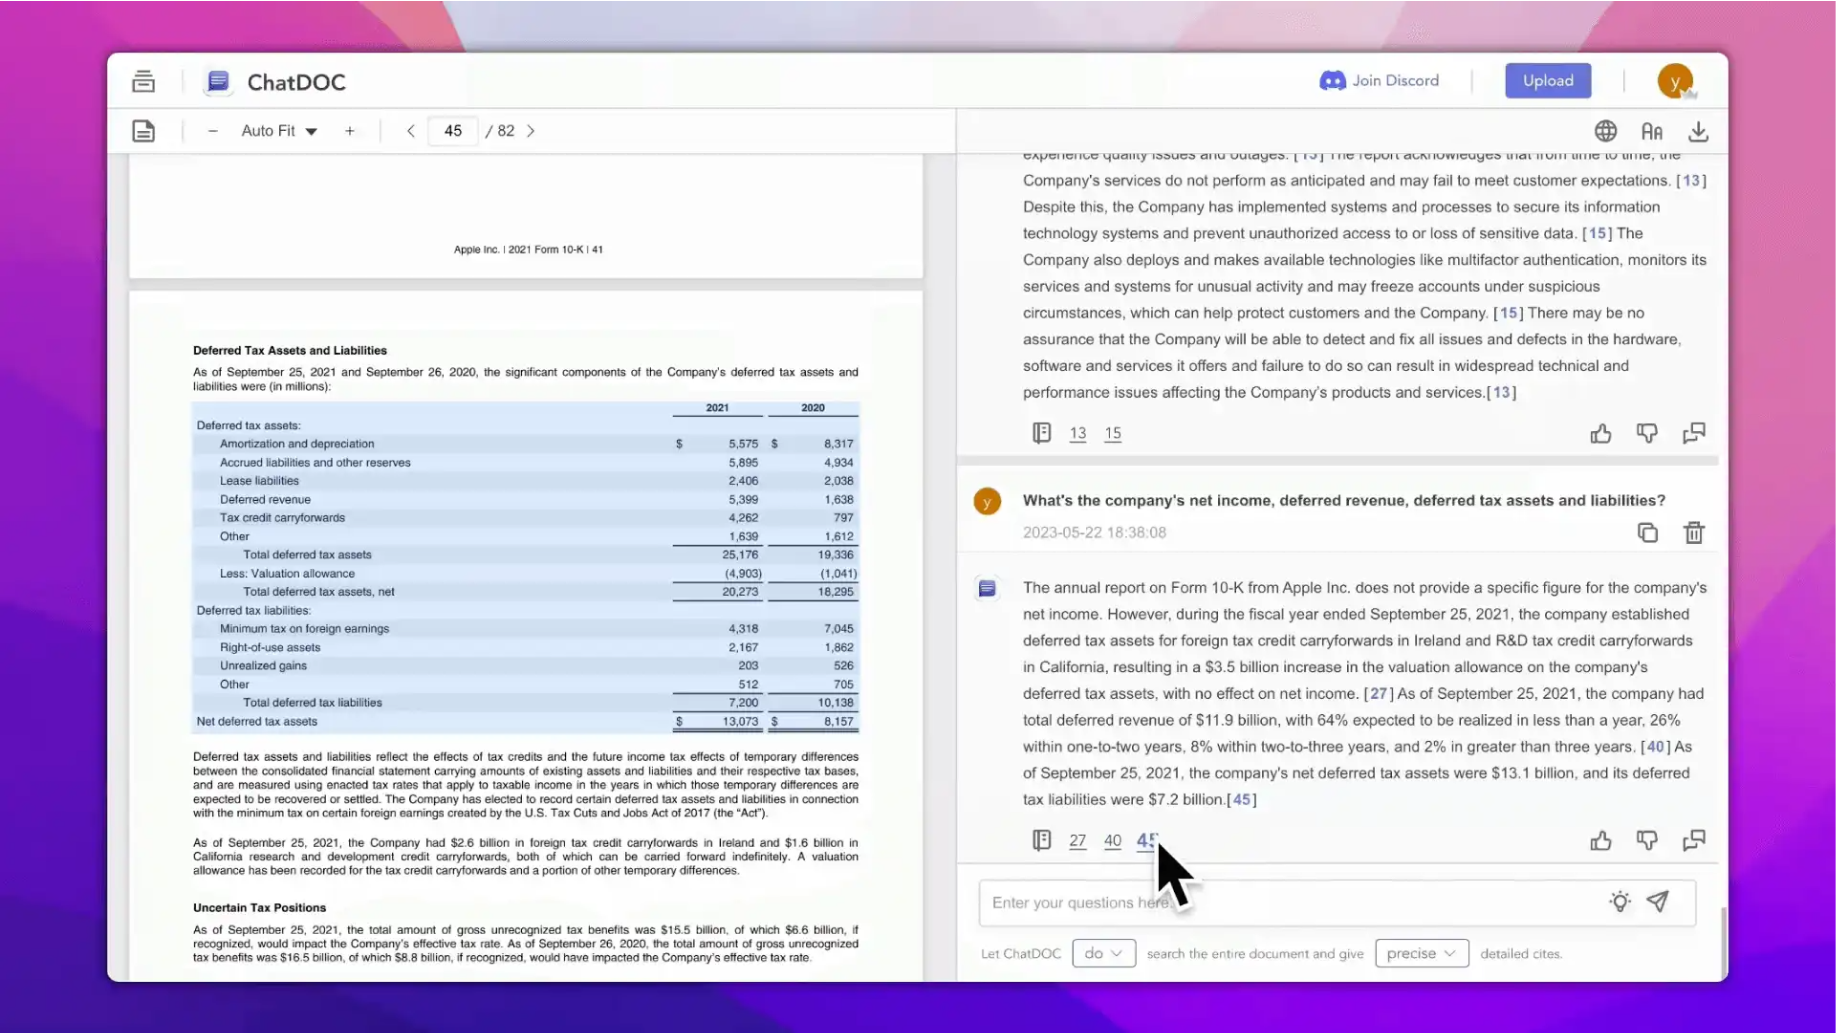 ChatDOC
Join Discord
Upload
y
− Auto Fit +
45 / 82
Apple Inc. | 2021 Form 10-K | 41
Deferred Tax Assets and Liabilities
As of September 25, 2021 and September 26, 2020, the significant components of the Company's deferred tax assets and
liabilities were (in millions):
2021 2020
Deferred tax assets:
Amortization and depreciation $ 5,575 $ 8,317
Accrued liabilities and other reserves 5,895 4,934
Lease liabilities 2,406 2,038
Deferred revenue 5,399 1,638
Tax credit carryforwards 4,262 797
Other 1,639 1,612
Total deferred tax assets 25,176 19,336
Less: Valuation allowance (4,903) (1,041)
Total deferred tax assets, net 20,273 18,295
Deferred tax liabilities:
Minimum tax on foreign earnings 4,318 7,045
Right-of-use assets 2,167 1,862
Unrealized gains 203 526
Other 512 705
Total deferred tax liabilities 7,200 10,138
Net deferred tax assets $ 13,073 $ 8,157
Deferred tax assets and liabilities reflect the effects of tax credits and the future income tax effects of temporary differences
between the consolidated financial statement carrying amounts of existing assets and liabilities and their respective tax bases,
and are measured using enacted tax rates that apply to taxable income in the years in which those temporary differences are
expected to be recovered or settled. The Company has elected to record certain deferred tax assets and liabilities in connection
with the minimum tax on certain foreign earnings created by the U.S. Tax Cuts and Jobs Act of 2017 (the “Act”).
As of September 25, 2021, the Company had $2.6 billion in foreign tax credit carryforwards in Ireland and $1.6 billion in
California research and development credit carryforwards, both of which can be carried forward indefinitely. A valuation
allowance has been recorded for the tax credit carryforwards and a portion of other temporary differences.
Uncertain Tax Positions
As of September 25, 2021, the total amount of gross unrecognized tax benefits was $15.5 billion, of which $6.6 billion, if
recognized, would impact the Company's effective tax rate. As of September 26, 2020, the total amount of gross unrecognized
tax benefits was $16.5 billion, of which $8.8 billion, if recognized, would have impacted the Company's effective tax rate.
AA
experience quality issues and outages. [13] The report acknowledges that from time to time, the
Company's services do not perform as anticipated and may fail to meet customer expectations. [13]
Despite this, the Company has implemented systems and processes to secure its information
technology systems and prevent unauthorized access to or loss of sensitive data. [15] The
Company also deploys and makes available technologies like multifactor authentication, monitors its
services and systems for unusual activity and may freeze accounts under suspicious
circumstances, which can help protect customers and the Company. [15] There may be no
assurance that the Company will be able to detect and fix all issues and defects in the hardware,
software and services it offers and failure to do so can result in widespread technical and
performance issues affecting the Company's products and services.[13]
13 15
y
What's the company's net income, deferred revenue, deferred tax assets and liabilities?
2023-05-22 18:38:08
The annual report on Form 10-K from Apple Inc. does not provide a specific figure for the company's
net income. However, during the fiscal year ended September 25, 2021, the company established
deferred tax assets for foreign tax credit carryforwards in Ireland and R&D tax credit carryforwards
in California, resulting in a $3.5 billion increase in the valuation allowance on the company's
deferred tax assets, with no effect on net income. [27] As of September 25, 2021, the company had
total deferred revenue of $11.9 billion, with 64% expected to be realized in less than a year, 26%
within one-to-two years, 8% within two-to-three years, and 2% in greater than three years. [40] As
of September 25, 2021, the company's net deferred tax assets were $13.1 billion, and its deferred
tax liabilities were $7.2 billion.[45]
27 40 45
Enter your questions here.
Let ChatDOC do search the entire document and give precise detailed cites.